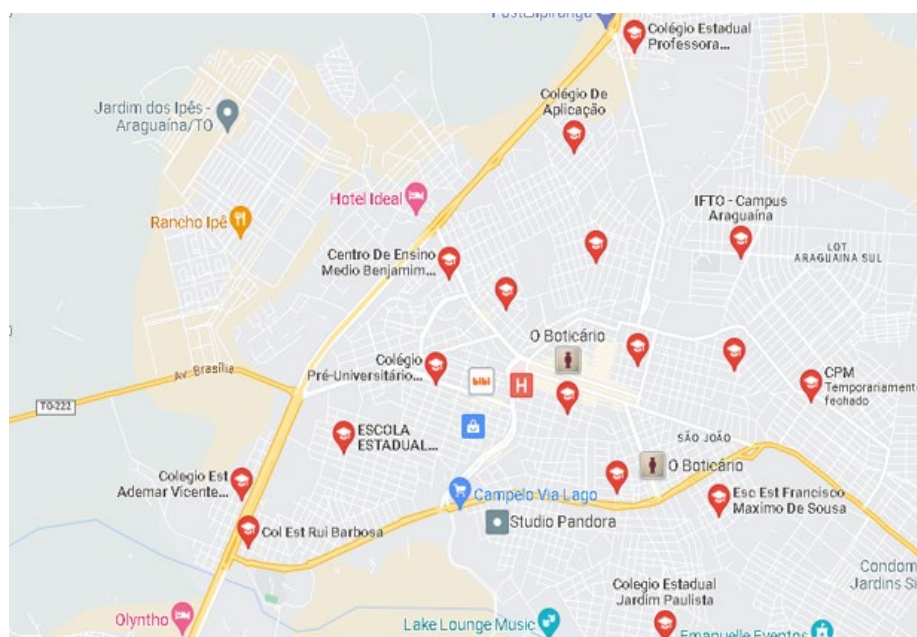 Colégio Estadual
Professora...
Colégio De
Aplicação
Jardim dos Ipês -
Araguaína/TO
Hotel Ideal
Rancho Ipê
IFTO - Campus
Araguaína
LOT.
ARAGUAINA SUL
Centro De Ensino
Medio Benjamim...
O Boticário
Colégio
Pré-Universitário...
bibi
H
Av. Brasília
CPM
Temporariamente
fechado
TO-222
ESCOLA
ESTADUAL...
SÃO JOÃO
O Boticário
Colegio Est
Ademar Vicente...
Campelo Via Lago
Esc Est Francisco
Maximo De Sousa
Studio Pandora
Col Est Rui Barbosa
Condom
Jardins S
Colegio Estadual
Jardim Paulista
Olyntho
Lake Lounge Music
Emanuelle Eventos